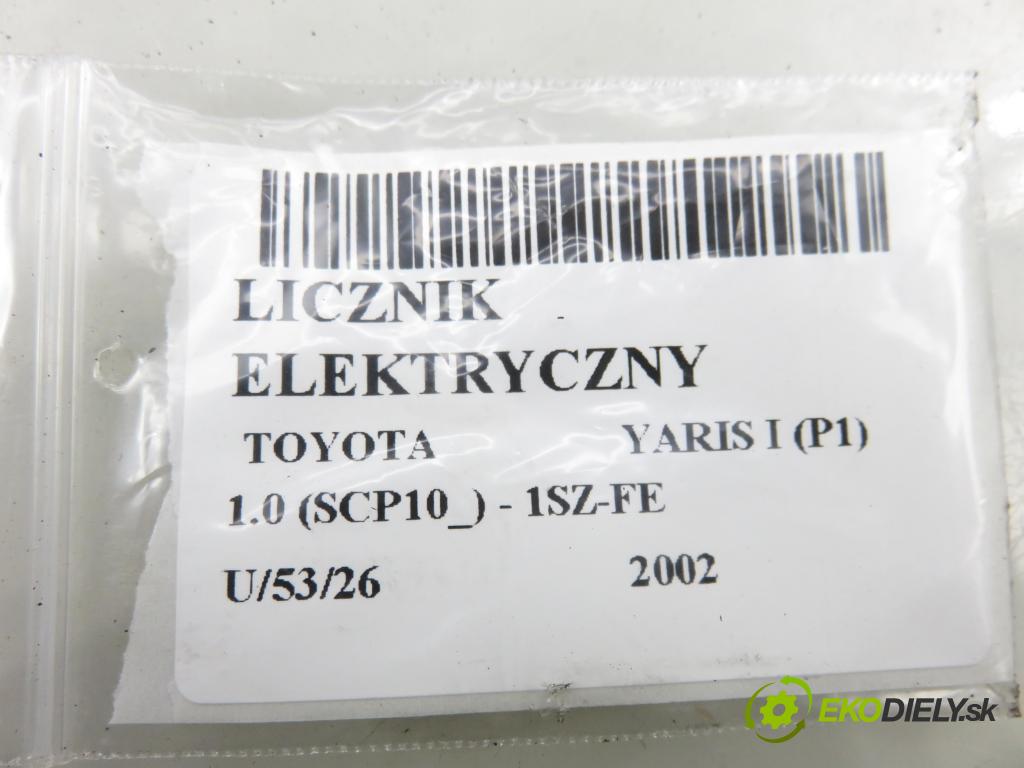 LICZNIK
ELEKTRYCZNY
TOYOTA YARIS I (P1)
1.0 (SCP10_) - 1SZ-FE
U/53/26 2002
EKODIELY.sk